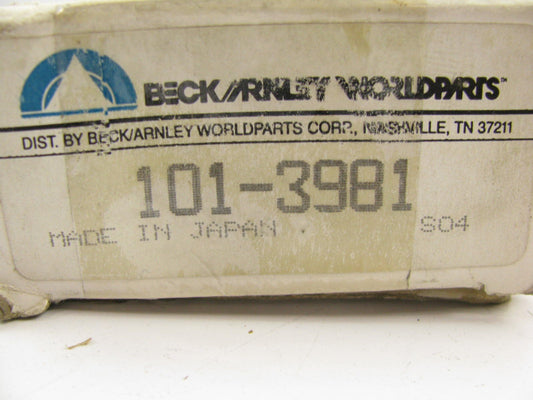 BECK/ARNLEY WORLDPARTS™
DIST. BY BECK/ARNLEY WORLDPARTS CORP., NASHVILLE, TN 37211
101-3981
MADE IN JAPAN S04